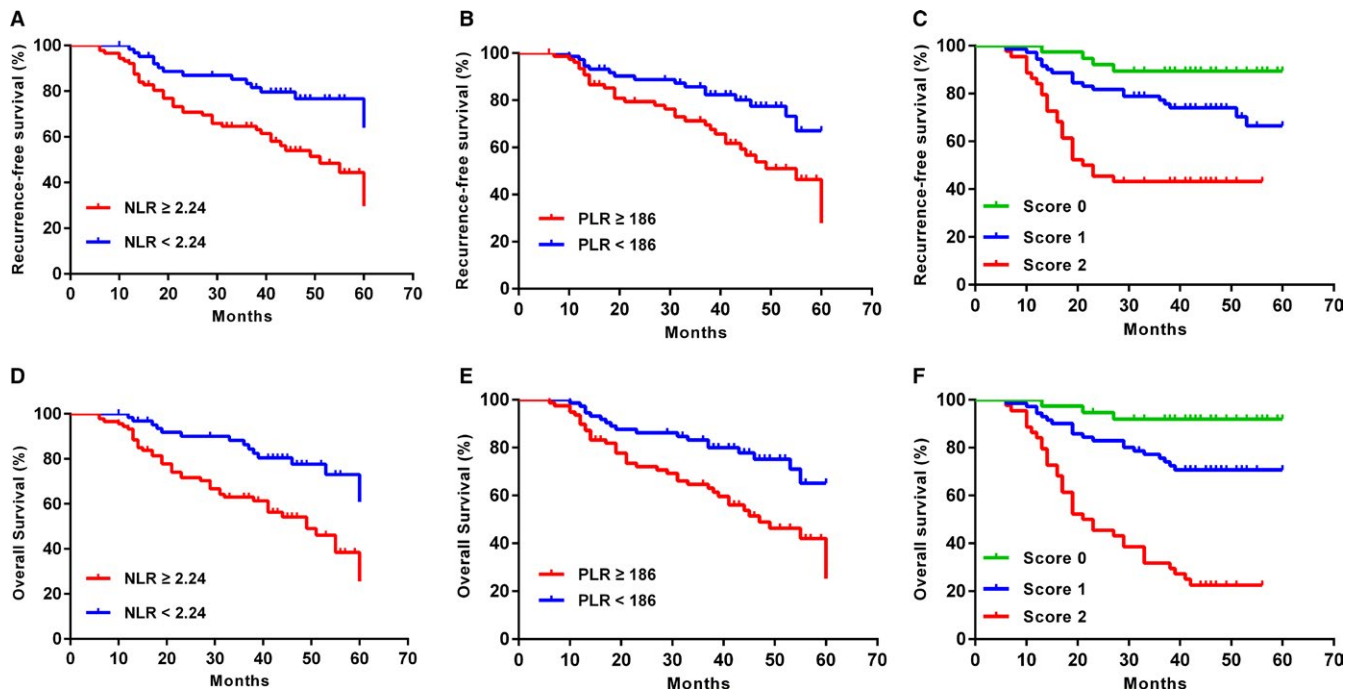 A
Recurrence-free survival (%)
100
80
60
40
20
0
NLR ≥ 2.24
NLR < 2.24
0 10 20 30 40 50 60 70
Months
B
Recurrence-free survival (%)
100
80
60
40
20
0
PLR ≥ 186
PLR < 186
0 10 20 30 40 50 60 70
Months
C
Recurrence-free survival (%)
100
80
60
40
20
0
Score 0
Score 1
Score 2
0 10 20 30 40 50 60 70
Months
D
Overall Survival (%)
100
80
60
40
20
0
NLR ≥ 2.24
NLR < 2.24
0 10 20 30 40 50 60 70
Months
E
Overall Survival (%)
100
80
60
40
20
0
PLR ≥ 186
PLR < 186
0 10 20 30 40 50 60 70
Months
F
Overall survival (%)
100
80
60
40
20
0
Score 0
Score 1
Score 2
0 10 20 30 40 50 60 70
Months